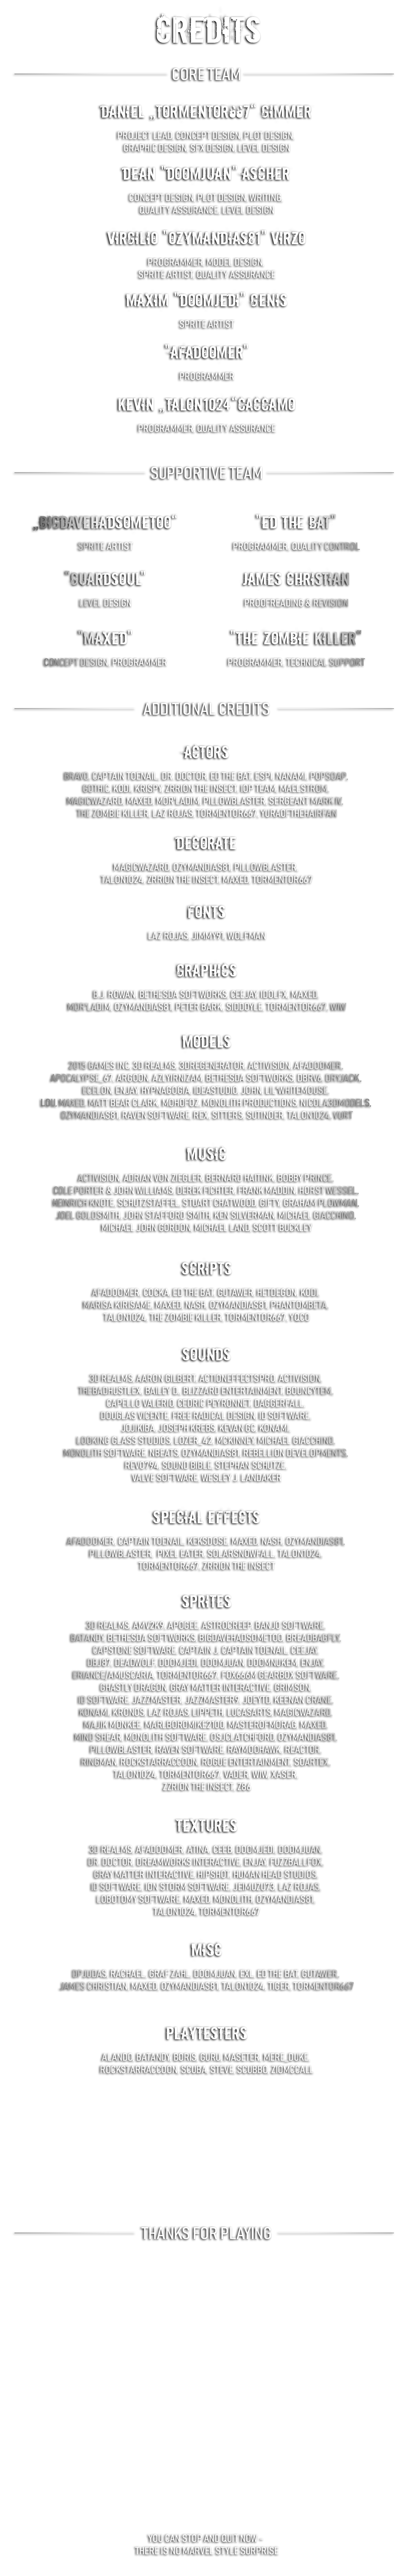 CREDITS
CORE TEAM
DANIEL „TORMENTOR667" GIMMER
PROJECT LEAD, CONCEPT DESIGN, PLOT DESIGN,
GRAPHIC DESIGN, SFX DESIGN, LEVEL DESIGN
DEAN "DOOMJUAN" ASCHER
CONCEPT DESIGN, PLOT DESIGN, WRITING,
QUALITY ASSURANCE, LEVEL DESIGN
VIRGILIO "OZYMANDIAS81" VIRZO
PROGRAMMER, MODEL DESIGN,
SPRITE ARTIST, QUALITY ASSURANCE
MAXIM "DOOMJEDI" GENIS
SPRITE ARTIST
"AFADOOMER"
PROGRAMMER
KEVIN „TALON1024"CACCAMO
PROGRAMMER, QUALITY ASSURANCE
SUPPORTIVE TEAM
„BIGDAVEHADSOMETOO" "ED THE BAT"
SPRITE ARTIST PROGRAMMER, QUALITY CONTROL
"GUARDSOUL" JAMES CHRISTIAN
LEVEL DESIGN PROOFREADING & REVISION
"MAXED" "THE ZOMBIE KILLER"
CONCEPT DESIGN, PROGRAMMER PROGRAMMER, TECHNICAL SUPPORT
ADDITIONAL CREDITS
ACTORS
BRAVO, CAPTAIN TOENAIL, DR. DOCTOR, ED THE BAT, ESPI, NANAMI, POPSOAP,
GOTHIC, KODI, KRISPY, ZRRION THE INSECT, IOP TEAM, MAELSTROM,
MAGICWAZARD, MAXED, MOR'LADIM, PILLOWBLASTER, SERGEANT MARK IV,
THE ZOMBIE KILLER, LAZ ROJAS, TORMENTOR667, YURAOFTHEHAIRFAN
DECORATE
MAGICWAZARD, OZYMANDIAS81, PILLOWBLASTER,
TALON1024, ZRRION THE INSECT, MAXED, TORMENTOR667
FONTS
LAZ ROJAS, JIMMY91, WOLFMAN
GRAPHICS
B.J. ROWAN, BETHESDA SOFTWORKS, CEEJAY, IDOLFX, MAXED,
MOR'LADIM, OZYMANDIAS81, PETER BARK, SIDDOYLE, TORMENTOR667, WIW
MODELS
2015 GAMES INC, 3D REALMS, 3DREGENERATOR, ACTIVISION, AFADOOMER,
APOCALYPSE_67, ARGOON, AZLYIRNIZAM, BETHESDA SOFTWORKS, DBRW6, DRYJACK,
ECELON, ENJAY, HYPNAGOGIA, IDEASTUDIO, JOHN, LIL'WHITEMOUSE,
LOU, MAXED, MATT BEAR CLARK, MOHOFOZ, MONOLITH PRODUCTIONS, NICOLA3DMODELS,
OZYMANDIAS81, RAVEN SOFTWARE, REX, SITTERS, SUTINDER, TALON1024, VURT
MUSIC
ACTIVISION, ADRIAN VON ZIEGLER, BERNARD HAITINK, BOBBY PRINCE,
COLE PORTER & JOHN WILLIAMS, DEREK FICHTER, FRANK MADDIN, HORST WESSEL,
HEINRICH KNOTE, SCHUTZSTAFFEL, STUART CHATWOOD, GIFTY, GRAHAM PLOWMAN,
JOEL GOLDSMITH, JOHN STAFFORD SMITH, KEN SILVERMAN, MICHAEL GIACCHINO,
MICHAEL JOHN GORDON, MICHAEL LAND, SCOTT BUCKLEY
SCRIPTS
AFADOOMER, COCKA, ED THE BAT, GUTAWER, HETDEGON, KODI,
MARISA KIRISAME, MAXED, NASH, OZYMANDIAS81, PHANTOMBETA,
TALON1024, THE ZOMBIE KILLER, TORMENTOR667, YQCO
SOUNDS
3D REALMS, AARON GILBERT, ACTIONEFFECTSPRO, ACTIVISION,
THEBADHUSTLEX, BAILEY D., BLIZZARD ENTERTAINMENT, BOUNCYTEM,
CAPELLO VALERIO, CEDRIC PEYRONNET, DAGGERFALL,
DOUGLAS VICENTE, FREE RADICAL DESIGN, ID SOFTWARE,
JOJIKIBA, JOSEPH KREBS, KEVAN GC, KONAMI,
LOOKING GLASS STUDIOS, LOZER_42, MCKINNEY, MICHAEL GIACCHINO,
MONOLITH SOFTWARE, NBEATS, OZYMANDIAS81, REBELLION DEVELOPMENTS,
REVO794, SOUND BIBLE, STEPHAN SCHUTZE,
VALVE SOFTWARE, WESLEY J. LANDAKER
SPECIAL EFFECTS
AFADOOMER, CAPTAIN TOENAIL, KEKSDOSE, MAXED, NASH, OZYMANDIAS81,
PILLOWBLASTER, PIXEL EATER, SOLARSNOWFALL, TALON1024,
TORMENTOR667, ZRRION THE INSECT
SPRITES
3D REALMS, AMV2K9, APOGEE, ASTROCREEP, BANJO SOFTWARE,
BATANDY, BETHESDA SOFTWORKS, BIGDAVEHADSOMETOO, BREADBADFLY,
CAPSTONE SOFTWARE, CAPTAIN J, CAPTAIN TOENAIL, CEEJAY,
DBJ87, DEADWOLF, DOOMJEDI, DOOMJUAN, DOOMNUKEM, ENJAY,
ERIANCE/AMUSCARIA, TORMENTOR667, FOX666M GEARBOX SOFTWARE,
GHASTLY DRAGON, GRAY MATTER INTERACTIVE, GRIMSON,
ID SOFTWARE, JAZZMASTER, JAZZMASTER9, JOEYTD, KEENAN CRANE,
KONAMI, KRONOS, LAZ ROJAS, LIPPETH, LUCASARTS, MAGICWAZARD,
MAJIK MONKEE, MARLBOROMIKE2100, MASTEROFMORAG, MAXED,
MIND SHEAR, MONOLITH SOFTWARE, OSJCLATCHFORD, OZYMANDIAS81,
PILLOWBLASTER, RAVEN SOFTWARE, RAYMOOHAWK, REACTOR,
RINGMAN, ROCKSTARRACCOON, ROGUE ENTERTAINMENT, SGARTEX,
TALON1024, TORMENTOR667, VADER, WIW, XASER,
ZZRION THE INSECT, Z86
TEXTURES
3D REALMS, AFADOOMER, ATINA, CEEB, DOOMJEDI, DOOMJUAN,
DR. DOCTOR, DREAMWORKS INTERACTIVE, ENJAY, FUZZBALLFOX,
GRAY MATTER INTERACTIVE, HIPSHOT, HUMAN HEAD STUDIOS,
ID SOFTWARE, ION STORM SOFTWARE, JEIMUZU73, LAZ ROJAS,
LOBOTOMY SOFTWARE, MAXED, MONOLITH, OZYMANDIAS81,
TALON1024, TORMENTOR667
MISC
DPJUDAS, RACHAEL, GRAF ZAHL, DOOMJUAN, EXL, ED THE BAT, GUTAWER,
JAMES CHRISTIAN, MAXED, OZYMANDIAS81, TALON1024, TIGER, TORMENTOR667
PLAYTESTERS
ALANDO, BATANDY, BORIS, GURU, MASETER, MERE_DUKE,
ROCKSTARRACCOON, SCUBA, STEVE, SCUBBO, ZIOMCCALL
THANKS FOR PLAYING
YOU CAN STOP AND QUIT NOW -
THERE IS NO MARVEL STYLE SURPRISE